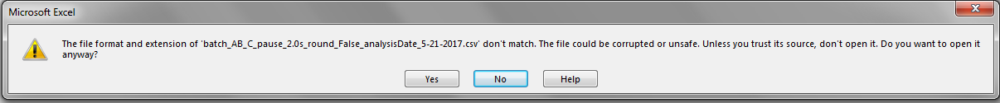 Microsoft Excel
The file format and extension of 'batch_AB_C_pause_2.0s_round_False_analysisDate_5-21-2017.csv' don't match. The file could be corrupted or unsafe. Unless you trust its source, don't open it. Do you want to open it
anyway?
Yes No Help